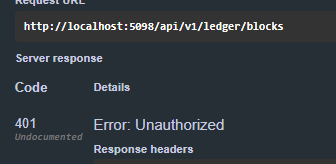 Request URL
http://localhost:5098/api/v1/ledger/blocks
Server response
Code Details
401 Error: Unauthorized
Undocumented
Response headers